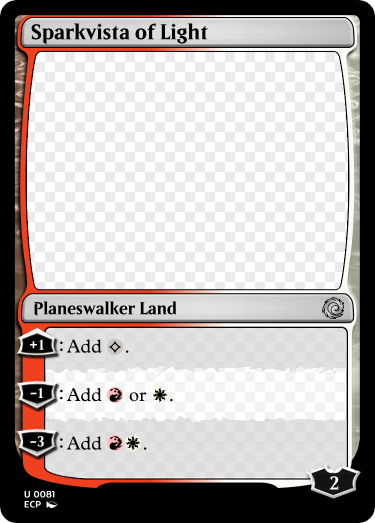 Sparkvista of Light
Planeswalker Land
+1: Add .
-1: Add or .
-3: Add .
2
U 0081
ECP